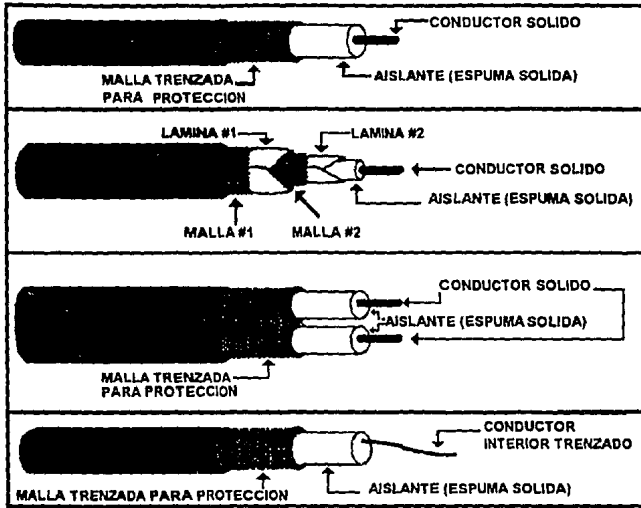 CONDUCTOR SOLIDO
MALLA TRENZADA
PARA PROTECCION
AISLANTE (ESPUMA SOLIDA)
LAMINA #1
LAMINA #2
CONDUCTOR SOLIDO
AISLANTE (ESPUMA SOLIDA)
MALLA #1
MALLA #2
CONDUCTOR SOLIDO
AISLANTE (ESPUMA SOLIDA)
MALLA TRENZADA
PARA PROTECCION
CONDUCTOR
INTERIOR TRENZADO
MALLA TRENZADA PARA PROTECCION
AISLANTE (ESPUMA SOLIDA)